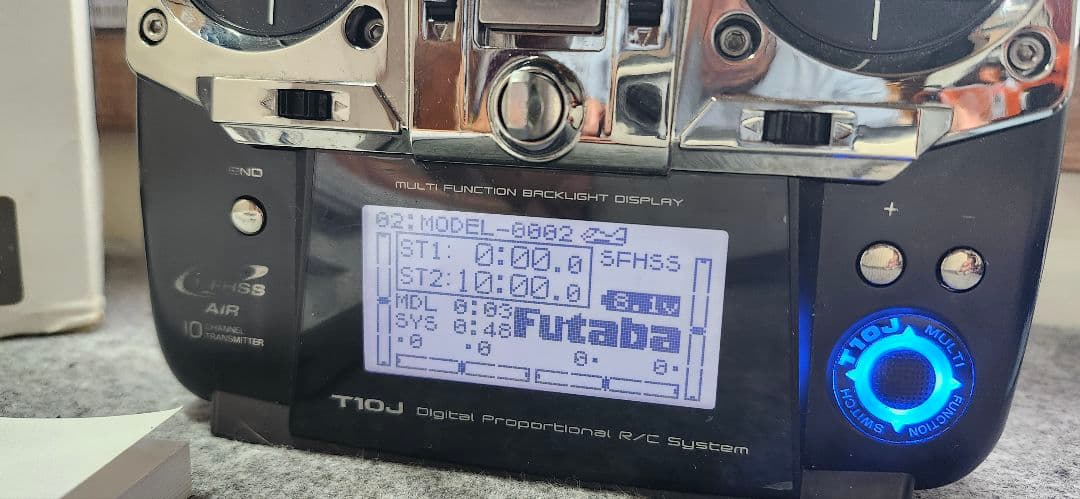 END
MULTI FUNCTION BACKLIGHT DISPLAY
+
02:MODEL-0002
ST1: 0:00.0
SFHSS
ST2:10:00.0
8.1v
MDL 0:03
SYS 0:48
Futaba
·0 ·0 0· 0·
S-FHSS
AIR
10 CHANNEL
TRANSMITTER
T10J MULTI FUNCTION SWITCH
T10J Digital Proportional R/C System